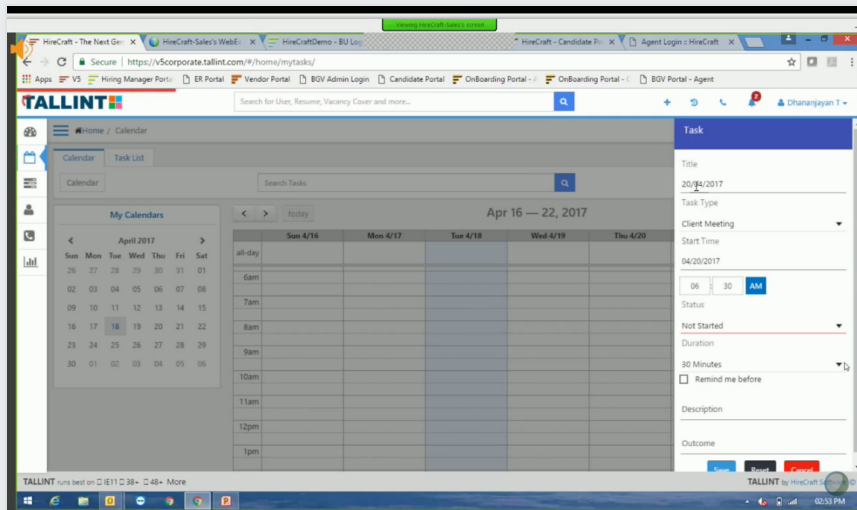 Viewing HireCraft-Sales's screen
HireCraft - The Next Gen
HireCraft-Sales's WebEx
HireCraftDemo - BU Log
HireCraft - Candidate Po
Agent Login :: HireCraft
Secure | https://v5corporate.tallint.com/#/home/mytasks/
Apps V5 Hiring Manager Porta ER Portal Vendor Portal BGV Admin Login Candidate Portal OnBoarding Portal - OnBoarding Portal - BGV Portal - Agent
TALLINT
Search for User, Resume, Vacancy Cover and more...
2
Dhananjayan T
Home / Calendar
Calendar Task List
Calendar
Search Tasks
My Calendars
April 2017
Sun Mon Tue Wed Thu Fri Sat
26 27 28 29 30 31 01
02 03 04 05 06 07 08
09 10 11 12 13 14 15
16 17 18 19 20 21 22
23 24 25 26 27 28 29
30 01 02 03 04 05 06
today
Apr 16 — 22, 2017
Sun 4/16 Mon 4/17 Tue 4/18 Wed 4/19 Thu 4/20
all-day
6am
7am
8am
9am
10am
11am
12pm
1pm
Task
Title
20/04/2017
Task Type
Client Meeting
Start Time
04/20/2017
06 : 30 AM
Status
Not Started
Duration
30 Minutes
Remind me before
Description
Outcome
Save Reset Cancel
TALLINT runs best on IE11 38+ 48+ More
TALLINT by HireCraft
02:53 PM